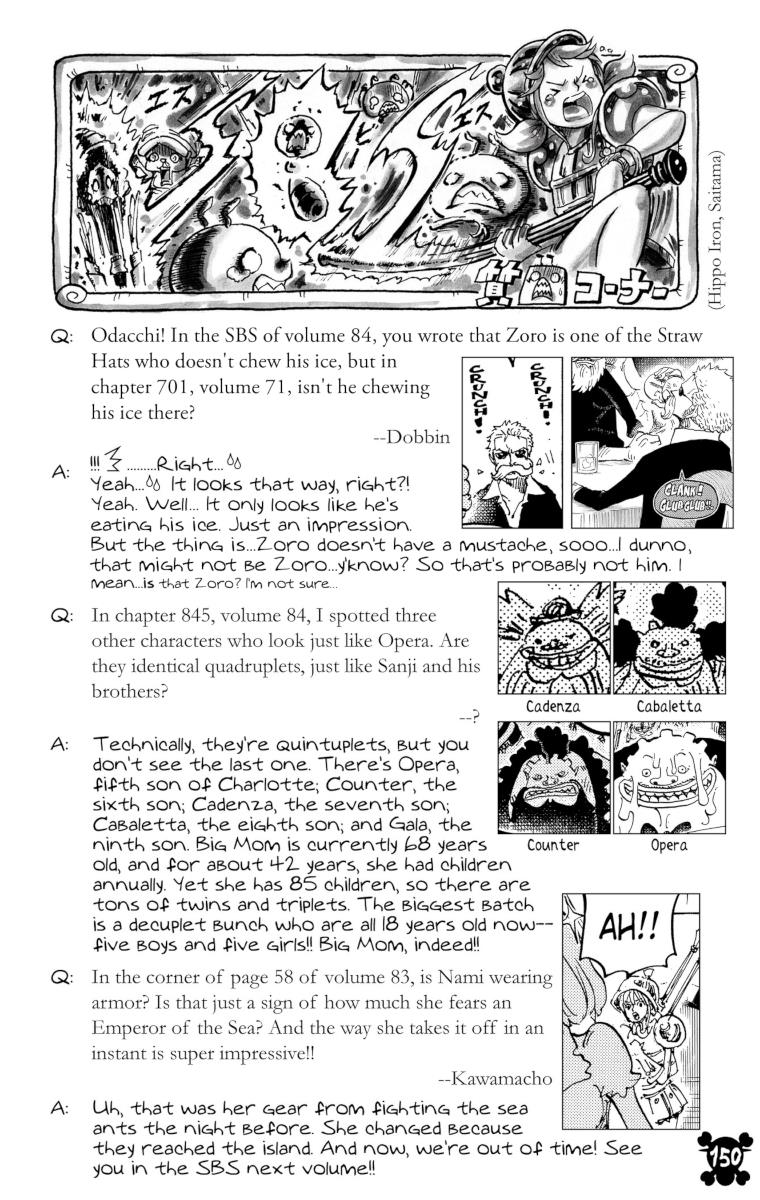 エス
ビー
エス
質問コーナー
(Hippo Iron, Saitama)
Q: Odacchi! In the SBS of volume 84, you wrote that Zoro is one of the Straw
Hats who doesn't chew his ice, but in
chapter 701, volume 71, isn't he chewing
his ice there?
--Dobbin
CRUNCH!
CRUNCH!
CLANK!
GLUB GLUB!!
A: !!! .........Right...
Yeah... It looks that way, right?!
Yeah. Well... It only looks like he's
eating his ice. Just an impression.
But the thing is...Zoro doesn't have a mustache, sooo...I dunno,
that might not be Zoro...y'know? So that's probably not him. I
mean...is that Zoro? I'm not sure...
Q: In chapter 845, volume 84, I spotted three
other characters who look just like Opera. Are
they identical quadruplets, just like Sanji and his
brothers?
--?
Cadenza
Cabaletta
Counter
Opera
A: Technically, they're quintuplets, but you
don't see the last one. There's Opera,
fifth son of Charlotte; Counter, the
sixth son; Cadenza, the seventh son;
Cabaletta, the eighth son; and Gala, the
ninth son. Big Mom is currently 68 years
old, and for about 42 years, she had children
annually. Yet she has 85 children, so there are
tons of twins and triplets. The biggest batch
is a decuplet bunch who are all 18 years old now--
five boys and five girls!! Big Mom, indeed!!
AH!!
Q: In the corner of page 58 of volume 83, is Nami wearing
armor? Is that just a sign of how much she fears an
Emperor of the Sea? And the way she takes it off in an
instant is super impressive!!
--Kawamacho
A: Uh, that was her gear from fighting the sea
ants the night before. She changed because
they reached the island. And now, we're out of time! See
you in the SBS next volume!!
150